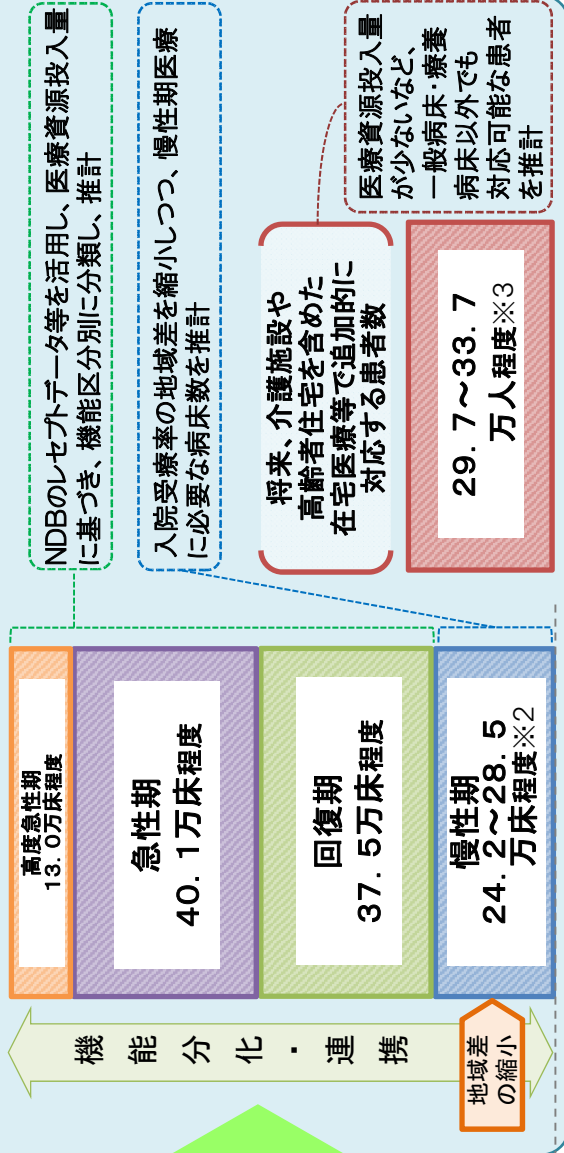 機能分化・連携
地域差
の縮小
高度急性期
13.0万床程度
急性期
40.1万床程度
回復期
37.5万床程度
慢性期
24.2～28.5
万床程度※2
NDBのレセプトデータ等を活用し、医療資源投入量
に基づき、機能区分別に分類し、推計
入院受療率の地域差を縮小しつつ、慢性期医療
に必要な病床数を推計
将来、介護施設や
高齢者住宅を含めた
在宅医療等で追加的に
対応する患者数
29.7～33.7
万人程度※3
医療資源投入量
が少ないなど、
一般病床・療養
病床以外でも
対応可能な患者
を推計